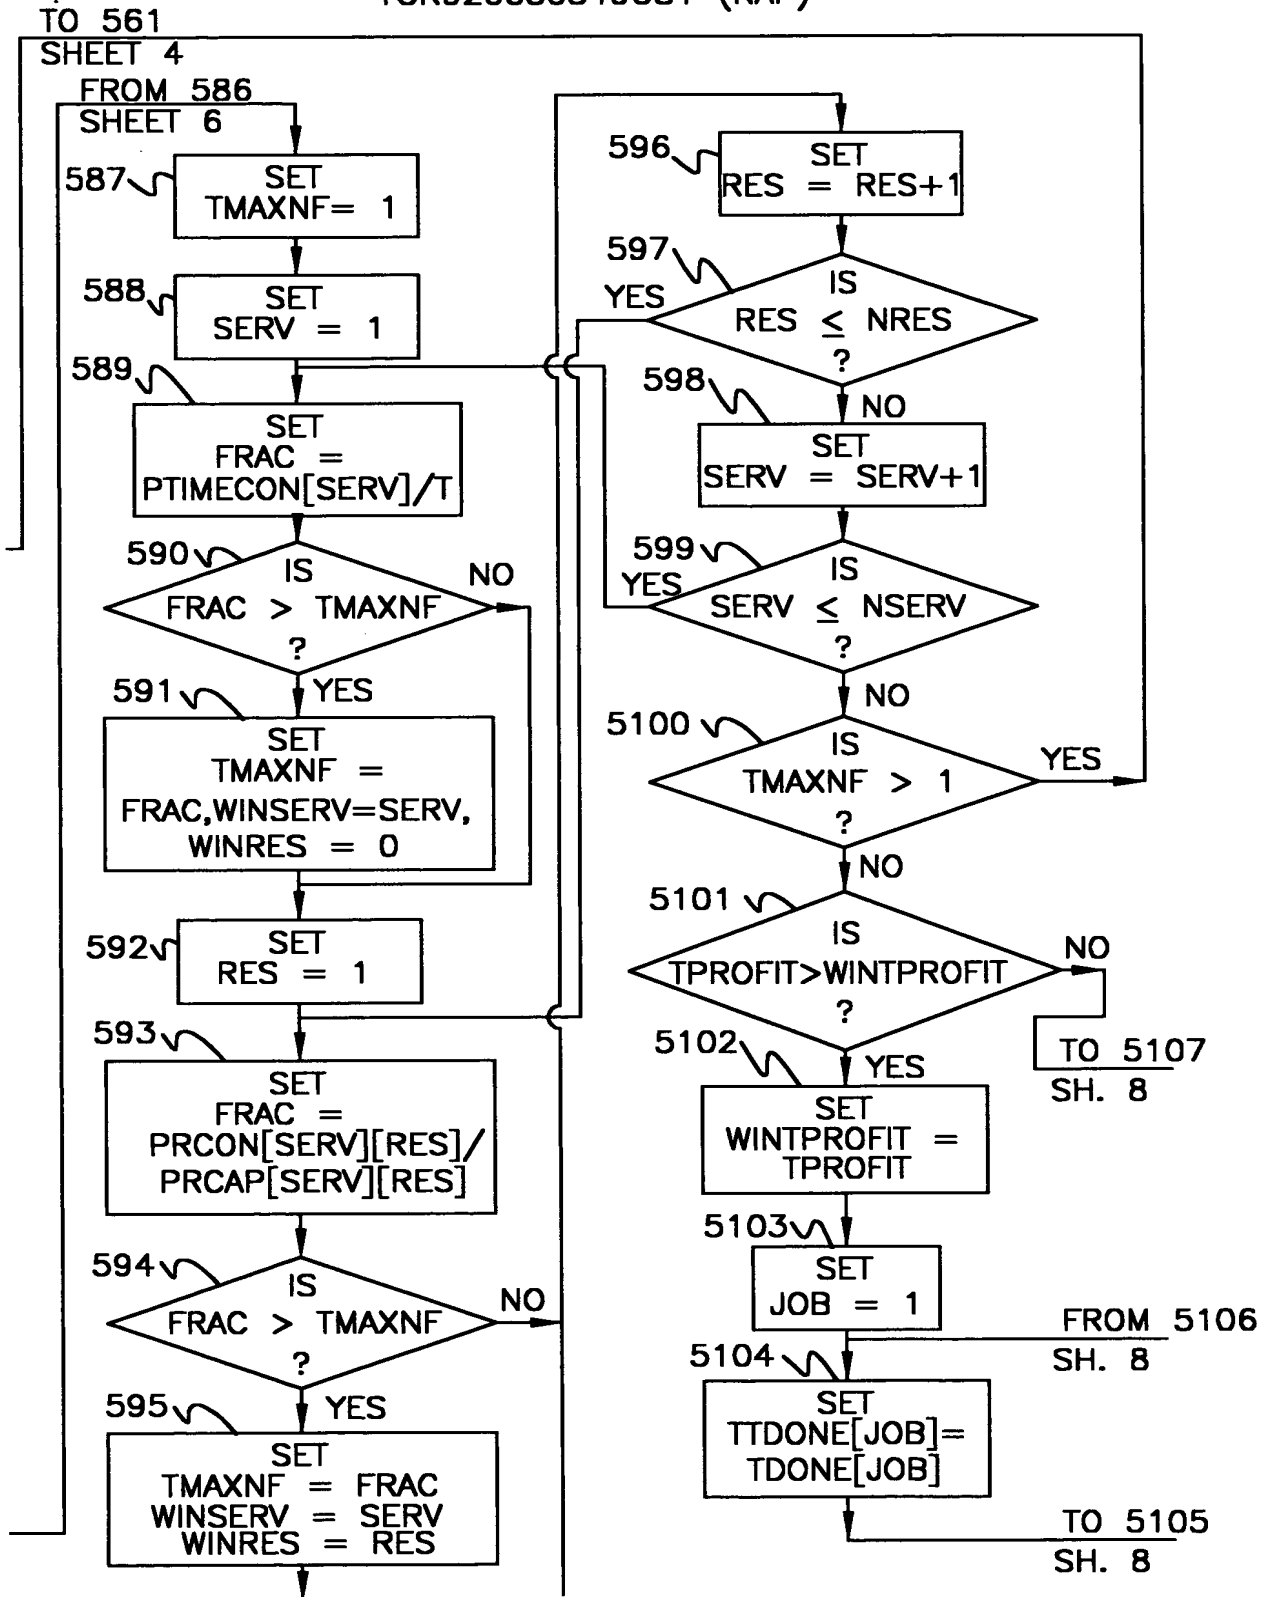 TO 561
SHEET 4
FROM 586
SHEET 6
587
SET
TMAXNF= 1
588
SET
SERV = 1
589
SET
FRAC =
PTIMECON[SERV]/T
590
IS
FRAC > TMAXNF
?
NO
YES
591
SET
TMAXNF =
FRAC,WINSERV=SERV,
WINRES = 0
592
SET
RES = 1
593
SET
FRAC =
PRCON[SERV][RES]/
PRCAP[SERV][RES]
594
IS
FRAC > TMAXNF
?
NO
YES
595
SET
TMAXNF = FRAC
WINSERV = SERV
WINRES = RES
596
SET
RES = RES+1
597
IS
RES ≤ NRES
?
YES
NO
598
SET
SERV = SERV+1
599
IS
SERV ≤ NSERV
?
YES
NO
5100
IS
TMAXNF > 1
?
YES
NO
5101
IS
TPROFIT>WINTPROFIT
?
NO
TO 5107
SH. 8
YES
5102
SET
WINTPROFIT =
TPROFIT
5103
SET
JOB = 1
FROM 5106
SH. 8
5104
SET
TTDONE[JOB]=
TDONE[JOB]
TO 5105
SH. 8